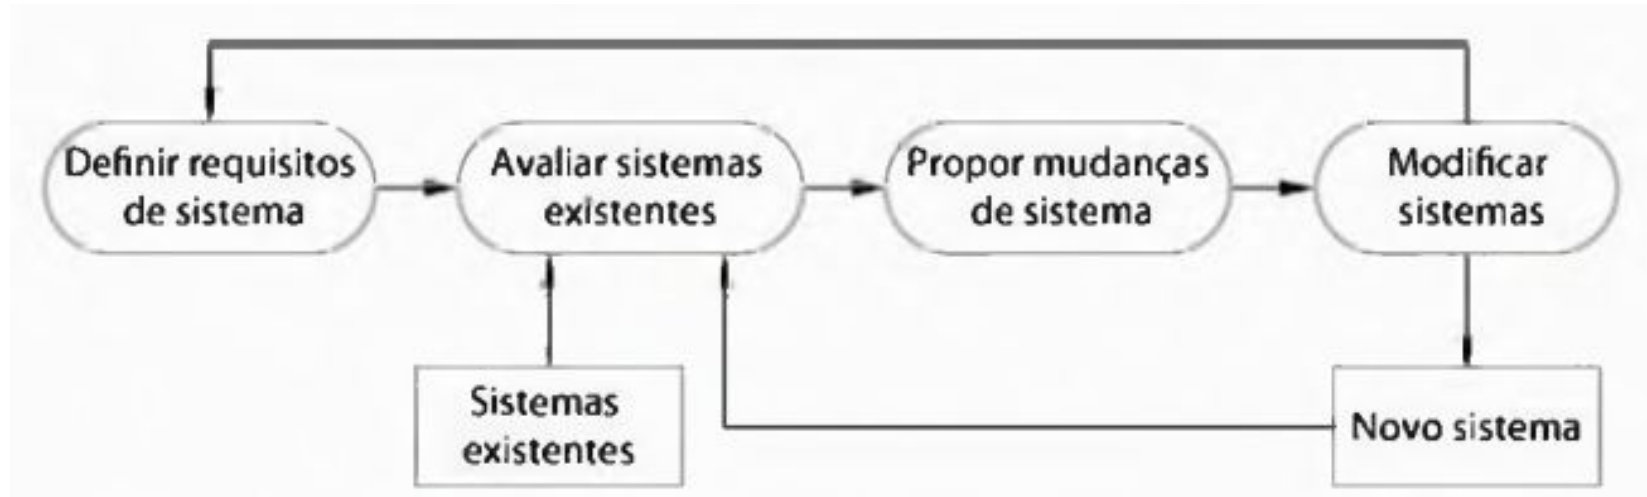 Definir requisitos
de sistema
Avaliar sistemas
existentes
Propor mudanças
de sistema
Modificar
sistemas
Sistemas
existentes
Novo sistema